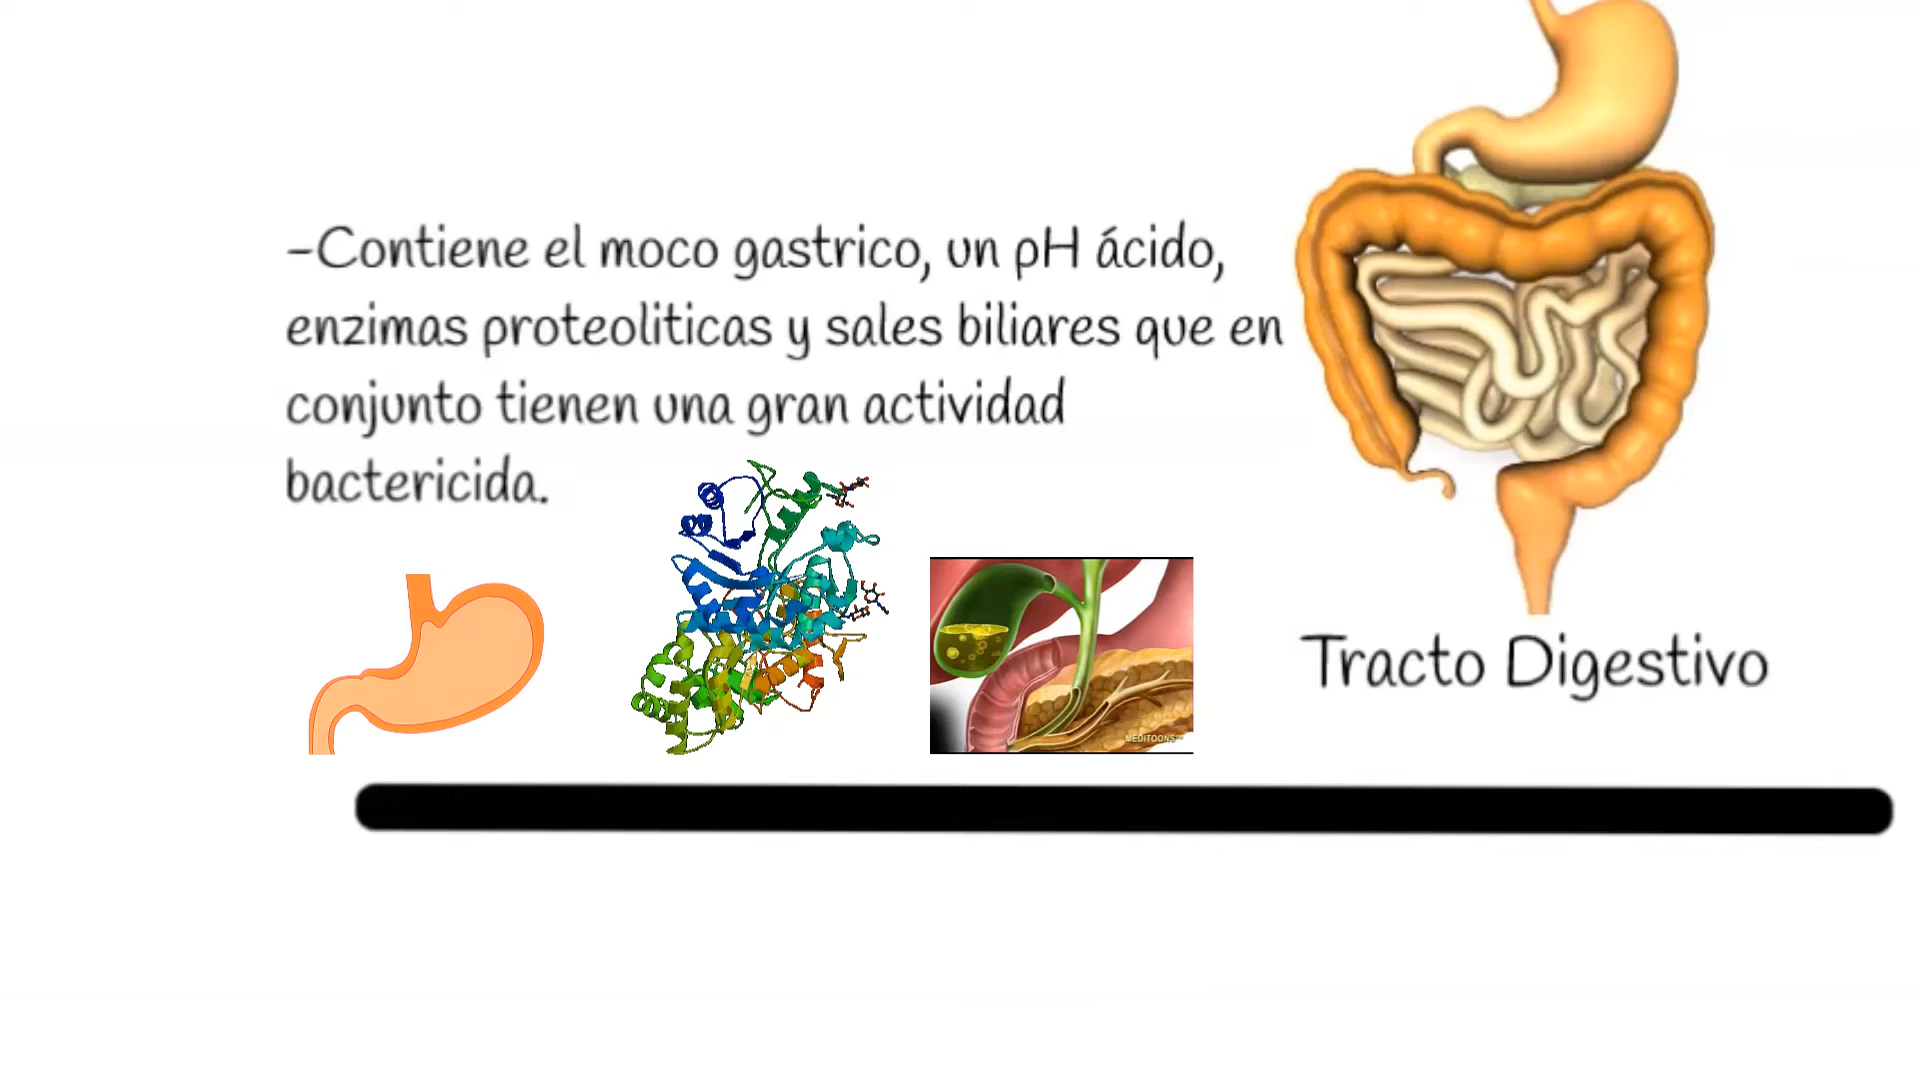 -Contiene el moco gastrico, un pH ácido,
enzimas proteoliticas y sales biliares que en
conjunto tienen una gran actividad
bactericida.
MEDITOONS
Tracto Digestivo